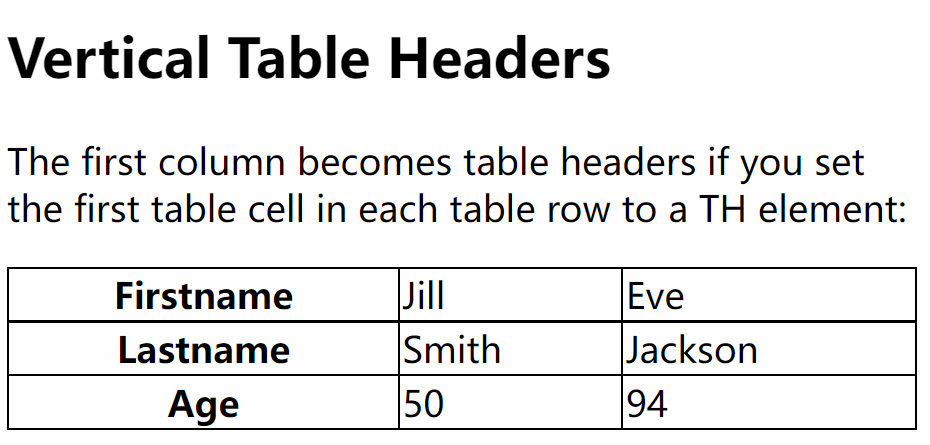 Vertical Table Headers
The first column becomes table headers if you set
the first table cell in each table row to a TH element:
Firstname Jill Eve
Lastname Smith Jackson
Age 50 94